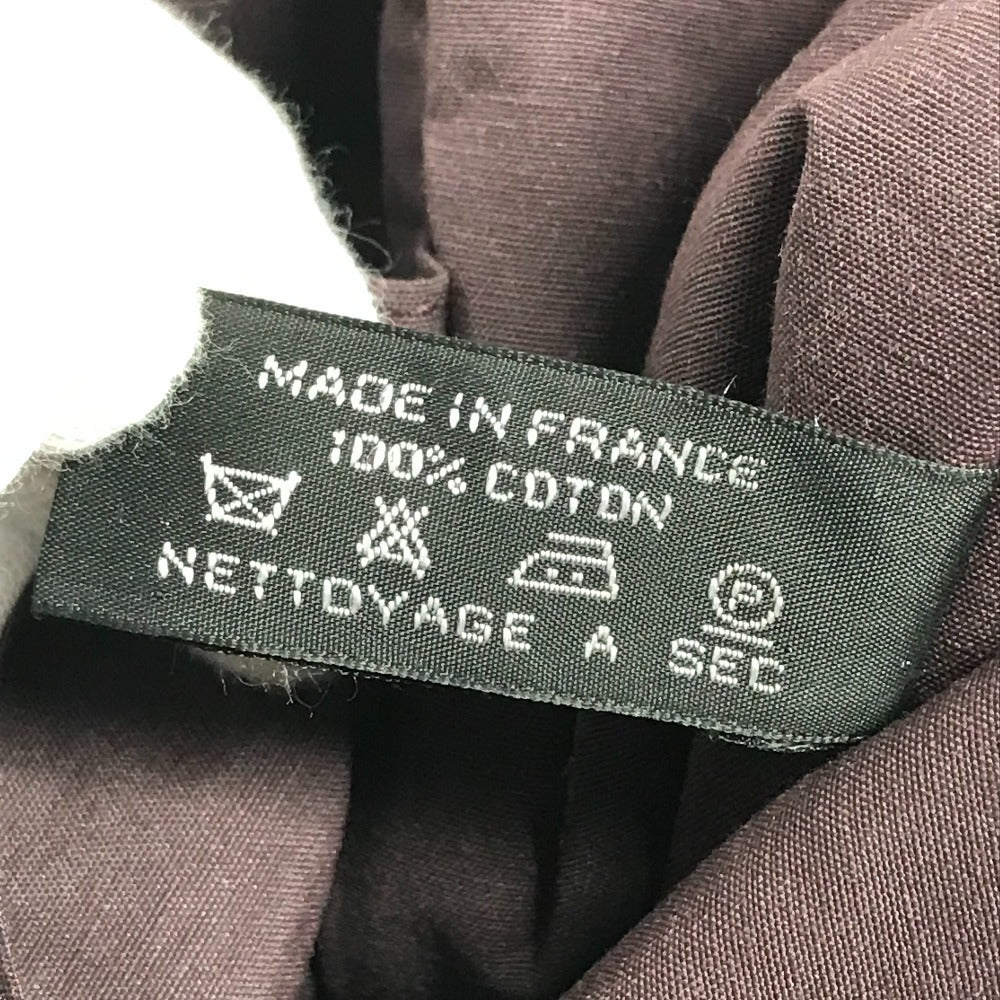 MADE IN FRANCE
100% COTON
P
NETTOYAGE A SEC